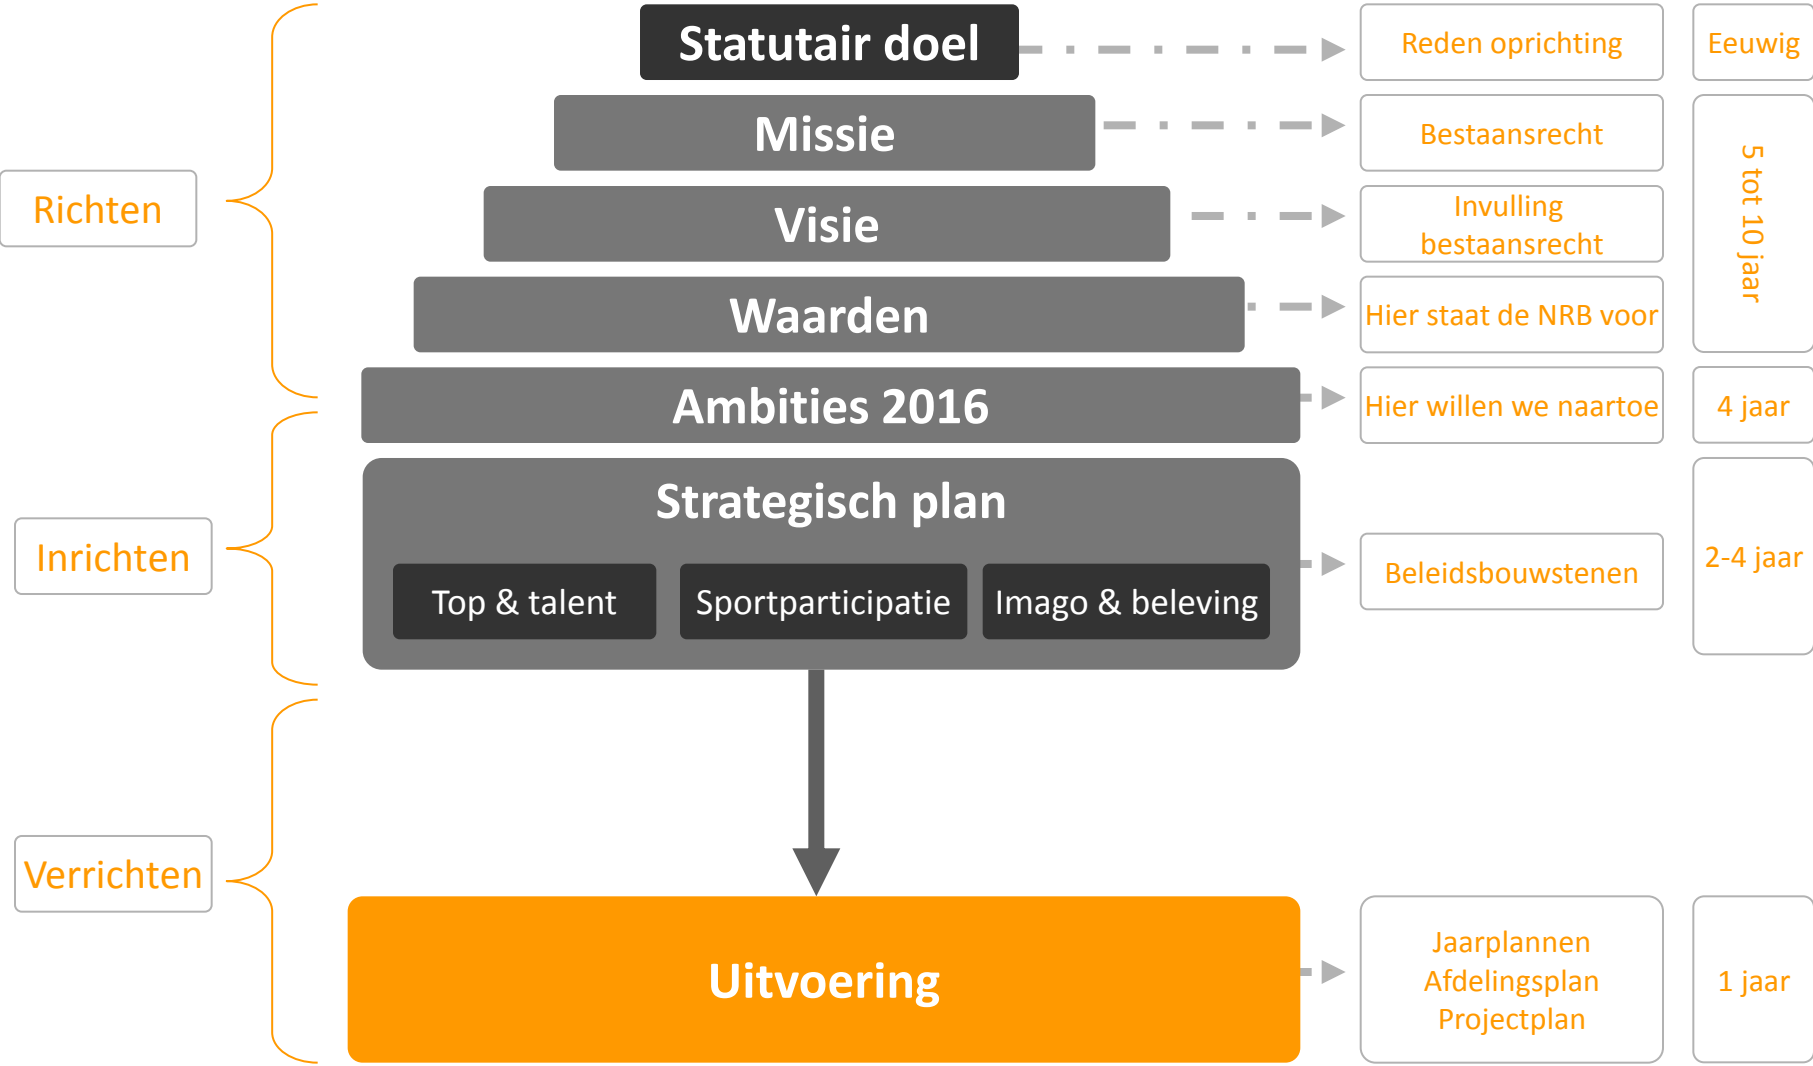 Statutair doel
Reden oprichting
Eeuwig
Missie
Bestaansrecht
5 tot 10 jaar
Richten
Visie
Invulling
bestaansrecht
Waarden
Hier staat de NRB voor
Ambities 2016
Hier willen we naartoe
4 jaar
Strategisch plan
Inrichten
Top & talent
Sportparticipatie
Imago & beleving
Beleidsbouwstenen
2-4 jaar
Verrichten
Uitvoering
Jaarplannen
Afdelingsplan
Projectplan
1 jaar